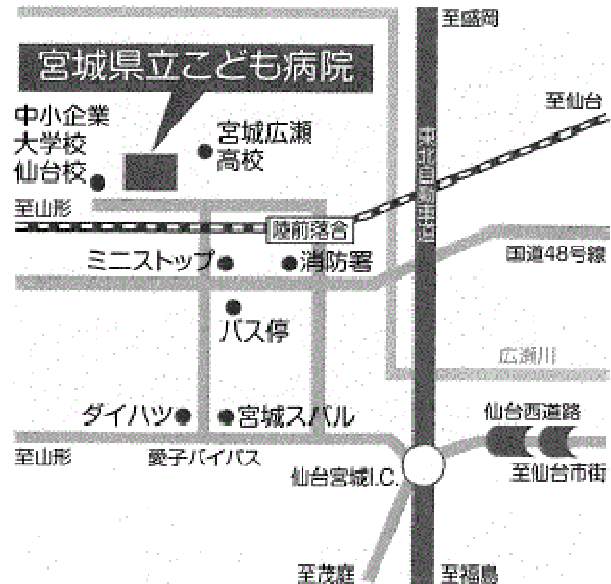 至盛岡
宮城県立こども病院
至仙台
中小企業
大学校
仙台校
宮城広瀬
高校
東北自動車道
至山形
陸前落合
国道48号線
ミニストップ
消防署
バス停
広瀬川
ダイハツ
宮城スバル
仙台西道路
至山形
愛子バイパス
仙台宮城I.C.
至仙台市街
至茂庭
至福島